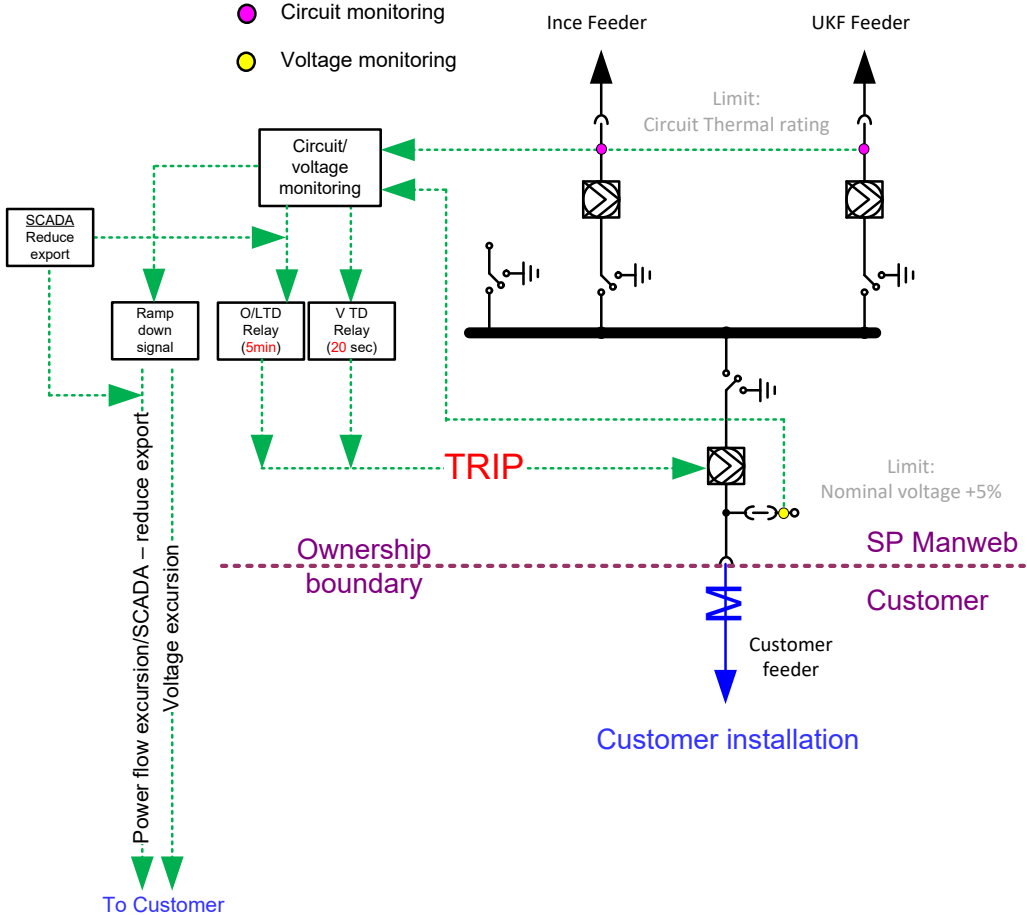 Circuit monitoring
Voltage monitoring
Ince Feeder
UKF Feeder
Limit:
Circuit Thermal rating
Circuit/
voltage
monitoring
SCADA
Reduce
export
Ramp
down
signal
O/LTD
Relay
(5min)
V TD
Relay
(20 sec)
TRIP
Limit:
Nominal voltage +5%
Ownership
boundary
SP Manweb
Customer
Customer
feeder
Customer installation
Power flow excursion/SCADA – reduce export
Voltage excursion
To Customer